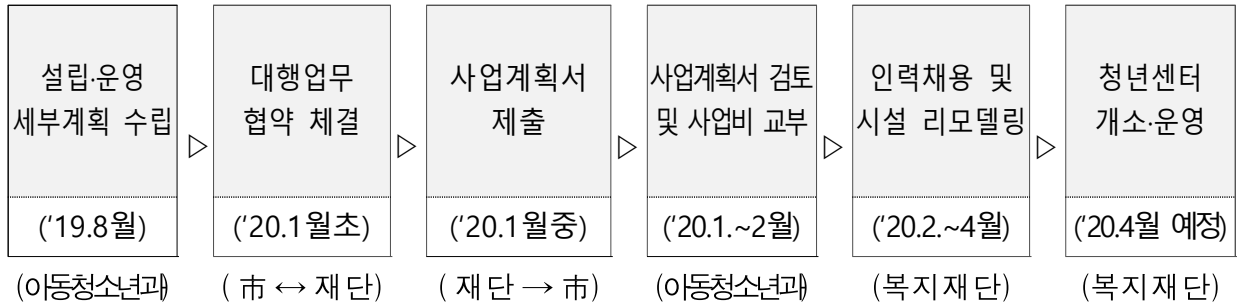 설립·운영
세부계획 수립
('19.8월)
(아동청소년과)
▷
대행업무
협약 체결
('20.1월초)
(市 ↔ 재단)
▷
사업계획서
제출
('20.1월중)
(재단 → 市)
▷
사업계획서 검토
및 사업비 교부
('20.1.~2월)
(아동청소년과)
▷
인력채용 및
시설 리모델링
('20.2.~4월)
(복지재단)
▷
청년센터
개소·운영
('20.4월 예정)
(복지재단)